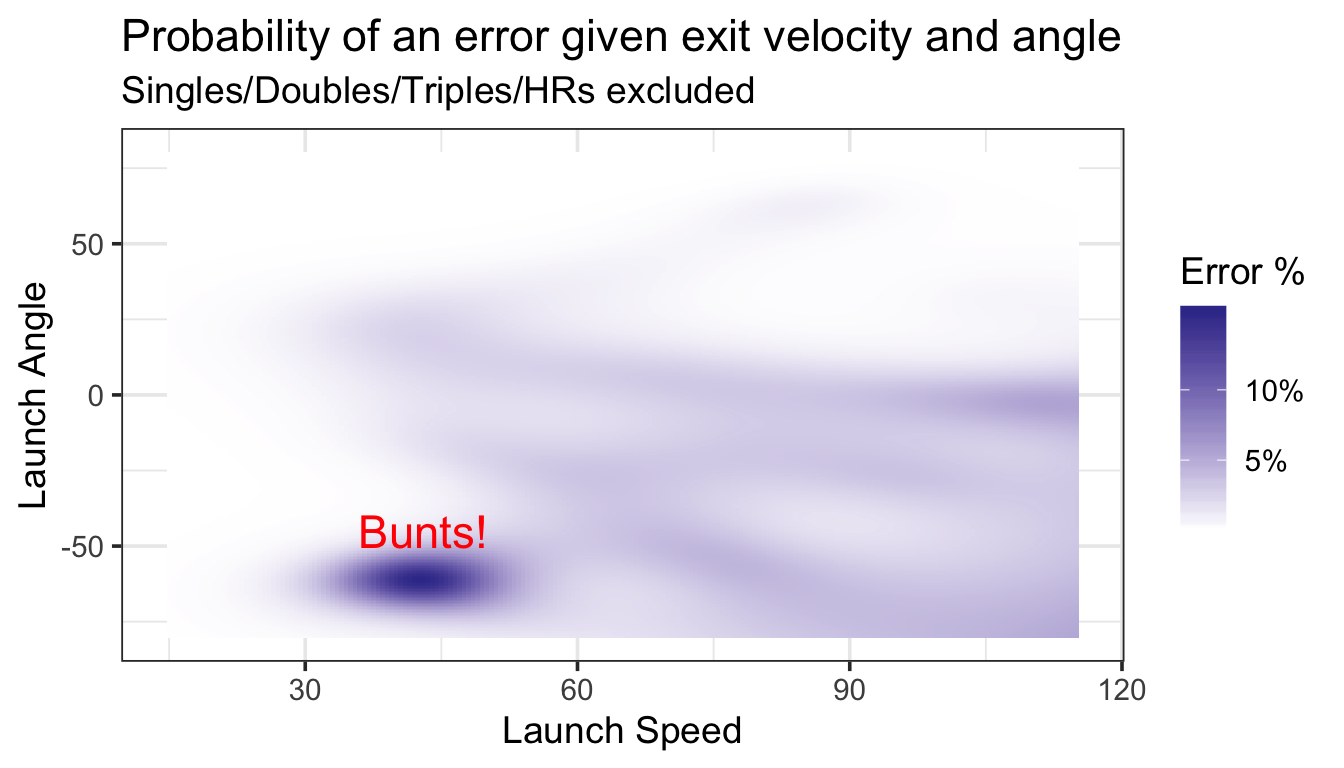 Probability of an error given exit velocity and angle
Singles/Doubles/Triples/HRs excluded
Launch Angle
50
0
-50
Bunts!
30
60
90
120
Launch Speed
Error %
10%
5%